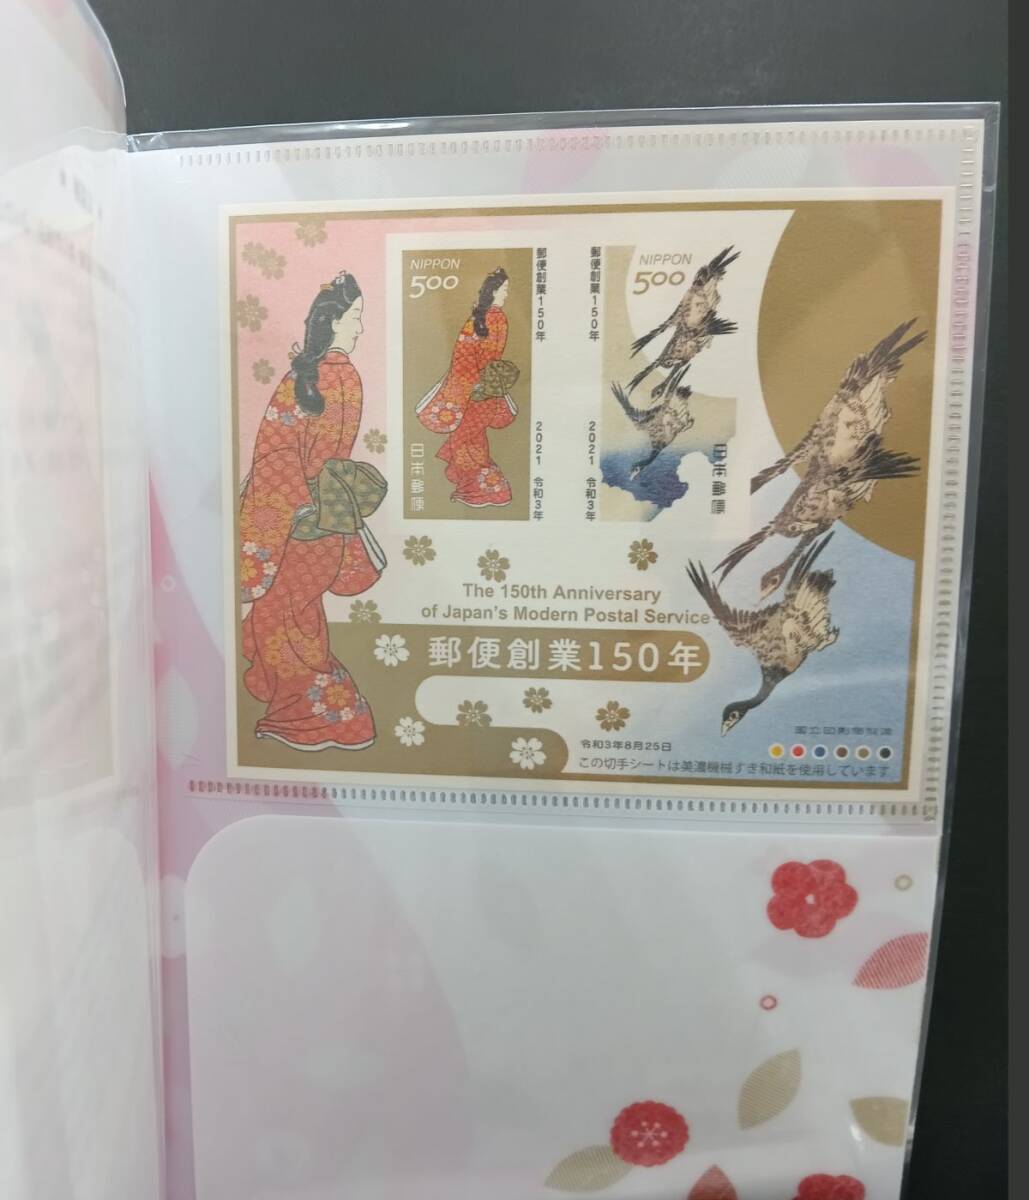 NIPPON
500
郵便創業150年
2021 令和3年
日本郵便
NIPPON
500
郵便創業150年
2021 令和3年
日本郵便
The 150th Anniversary
of Japan's Modern Postal Service
郵便創業150年
国立印刷局製造
令和3年8月25日
この切手シートは美濃機械すき和紙を使用しています